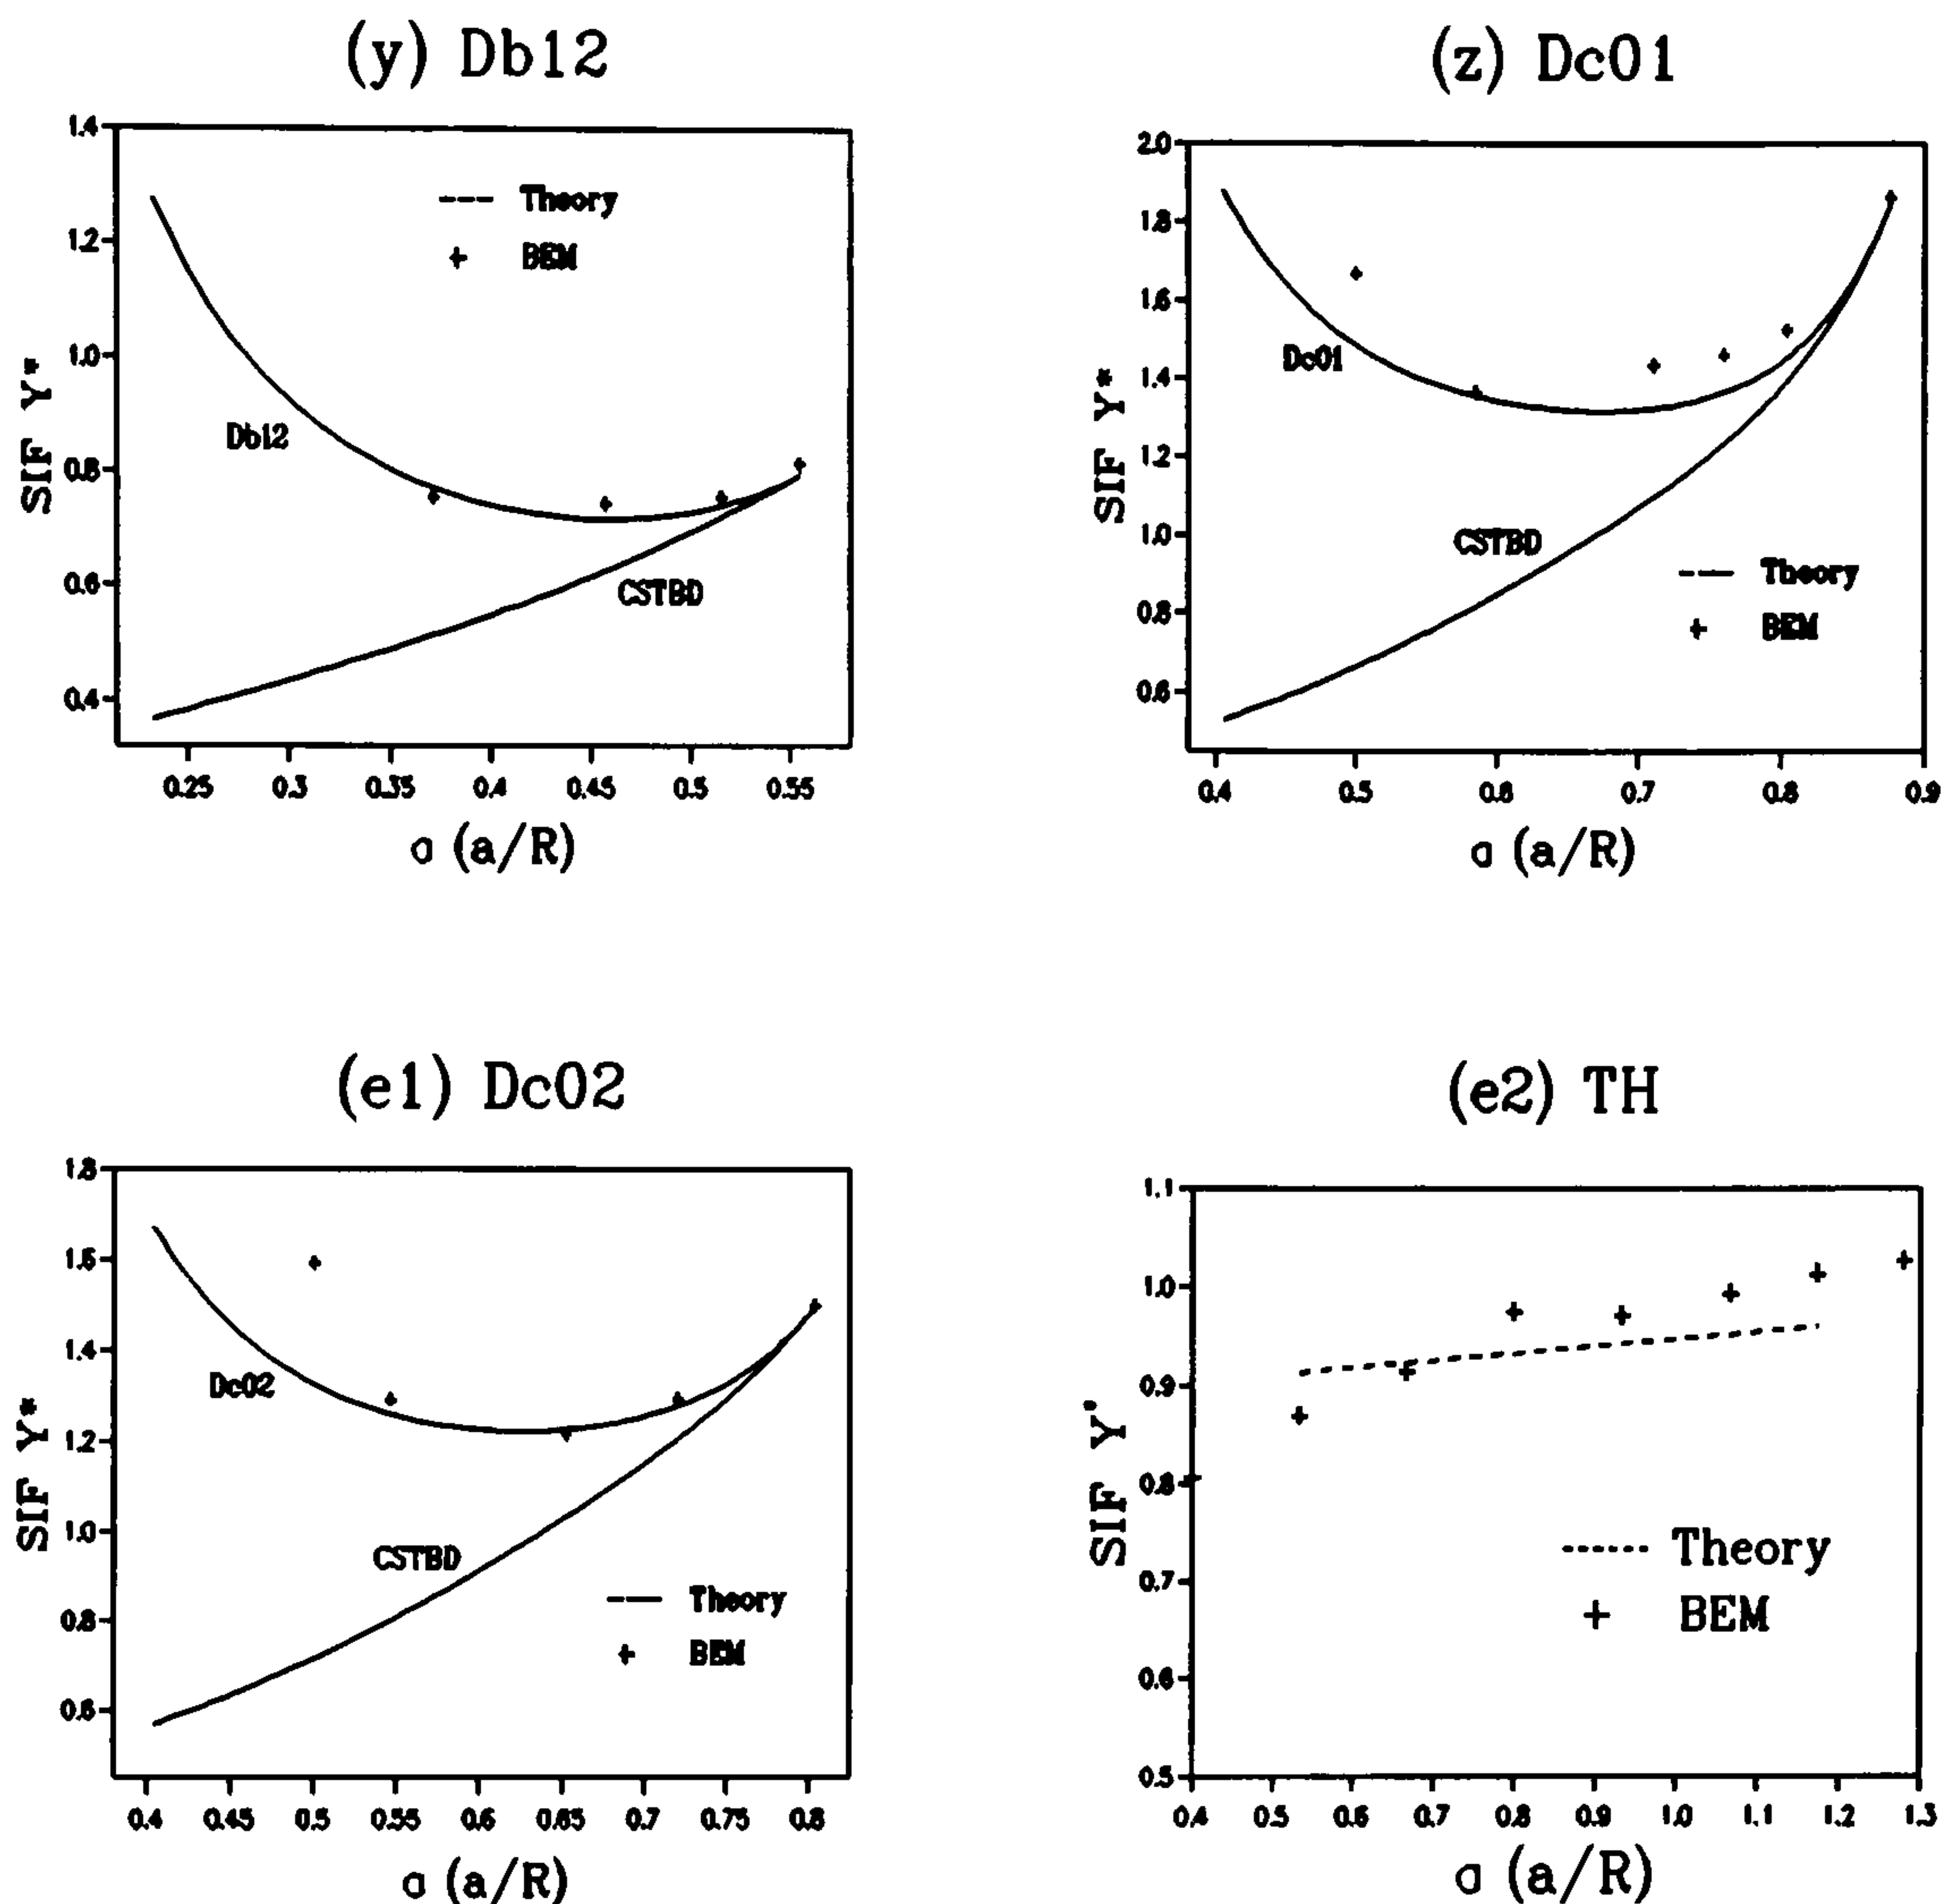 (y) Db12
1.4
1.2
1.0
0.8
0.6
0.4
SIF Y*
Theory
BEM
Db12
CSTBD
0.25 0.3 0.35 0.4 0.45 0.5 0.55
α (a/R)
(z) Dc01
2.0
1.8
1.6
1.4
1.2
1.0
0.8
0.6
SIF Y*
Dc01
CSTBD
Theory
BEM
0.4 0.5 0.6 0.7 0.8 0.9
α (a/R)
(e1) Dc02
1.8
1.6
1.4
1.2
1.0
0.8
0.6
SIF Y*
Dc02
CSTBD
Theory
BEM
0.4 0.45 0.5 0.55 0.6 0.65 0.7 0.75 0.8
α (a/R)
(e2) TH
1.1
1.0
0.9
0.8
0.7
0.6
0.5
SIF Y*
Theory
BEM
0.4 0.5 0.6 0.7 0.8 0.9 1.0 1.1 1.2 1.3
α (a/R)